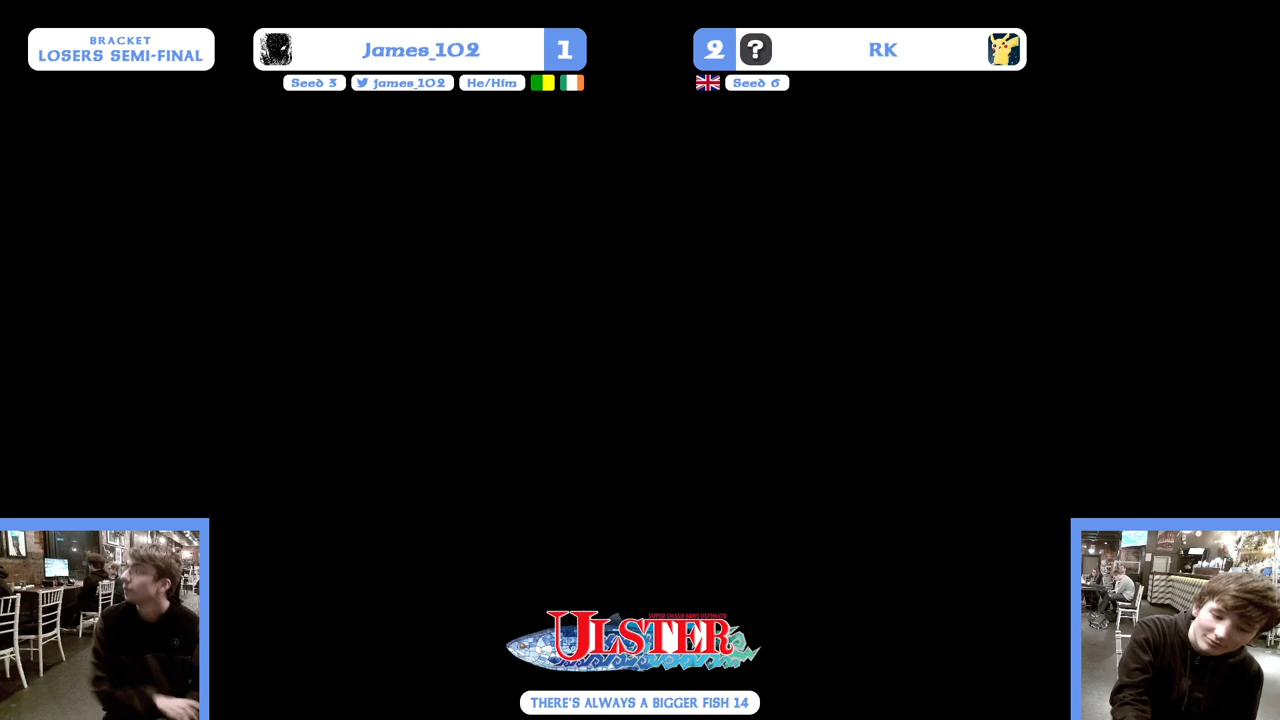 BRACKET
LOSERS SEMI-FINAL
James_102
1
2
?
RK
Seed 3
james_102
He/Him
Seed 6
SUPER SMASH BROS ULTIMATE
ULSTER
THERE'S ALWAYS A BIGGER FISH 14